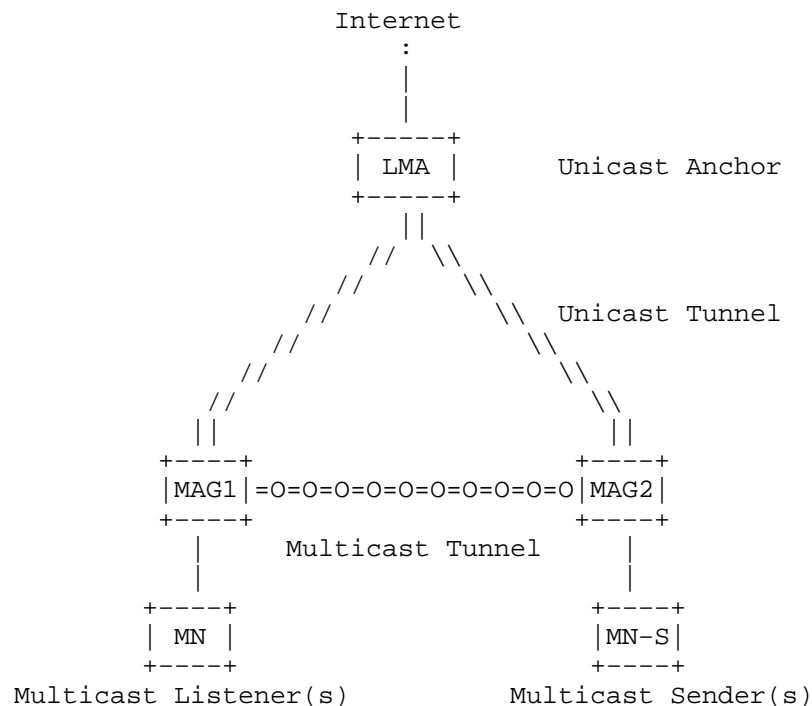 Internet
:
|
|
+-----+
| LMA | Unicast Anchor
+-----+
||
// \\
// \\
// \\ Unicast Tunnel
// \\
// \\
// \\
|| ||
+----+ +----+
|MAG1|=O=O=O=O=O=O=O=O=O=O|MAG2|
+----+ +----+
| Multicast Tunnel |
| |
+----+ +----+
| MN | |MN-S|
+----+ +----+
Multicast Listener(s) Multicast Sender(s)